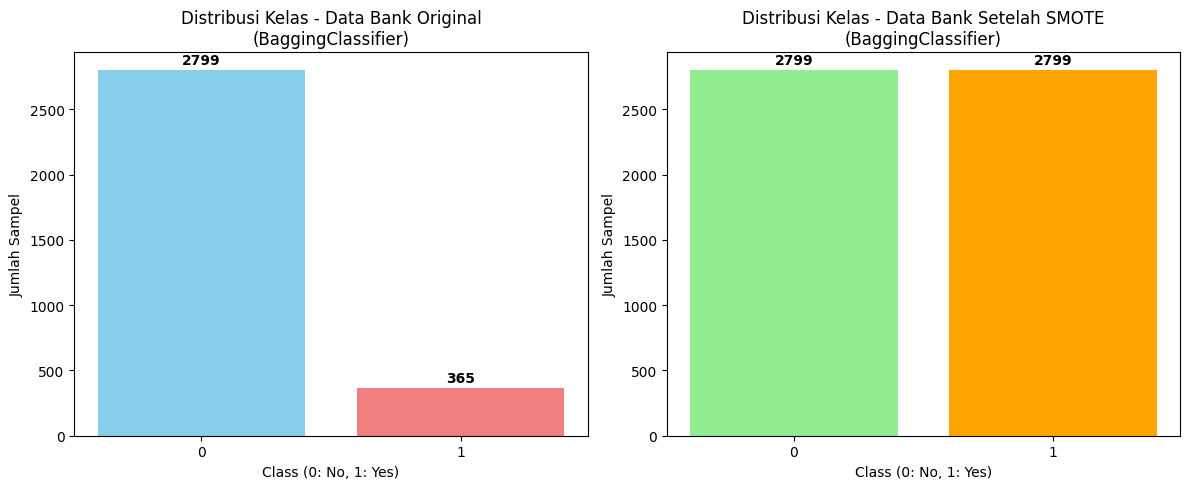 Distribusi Kelas - Data Bank Original
(BaggingClassifier)
2799
365
2500
2000
1500
1000
500
0
Jumlah Sampel
0
1
Class (0: No, 1: Yes)
Distribusi Kelas - Data Bank Setelah SMOTE
(BaggingClassifier)
2799
2799
2500
2000
1500
1000
500
0
Jumlah Sampel
0
1
Class (0: No, 1: Yes)